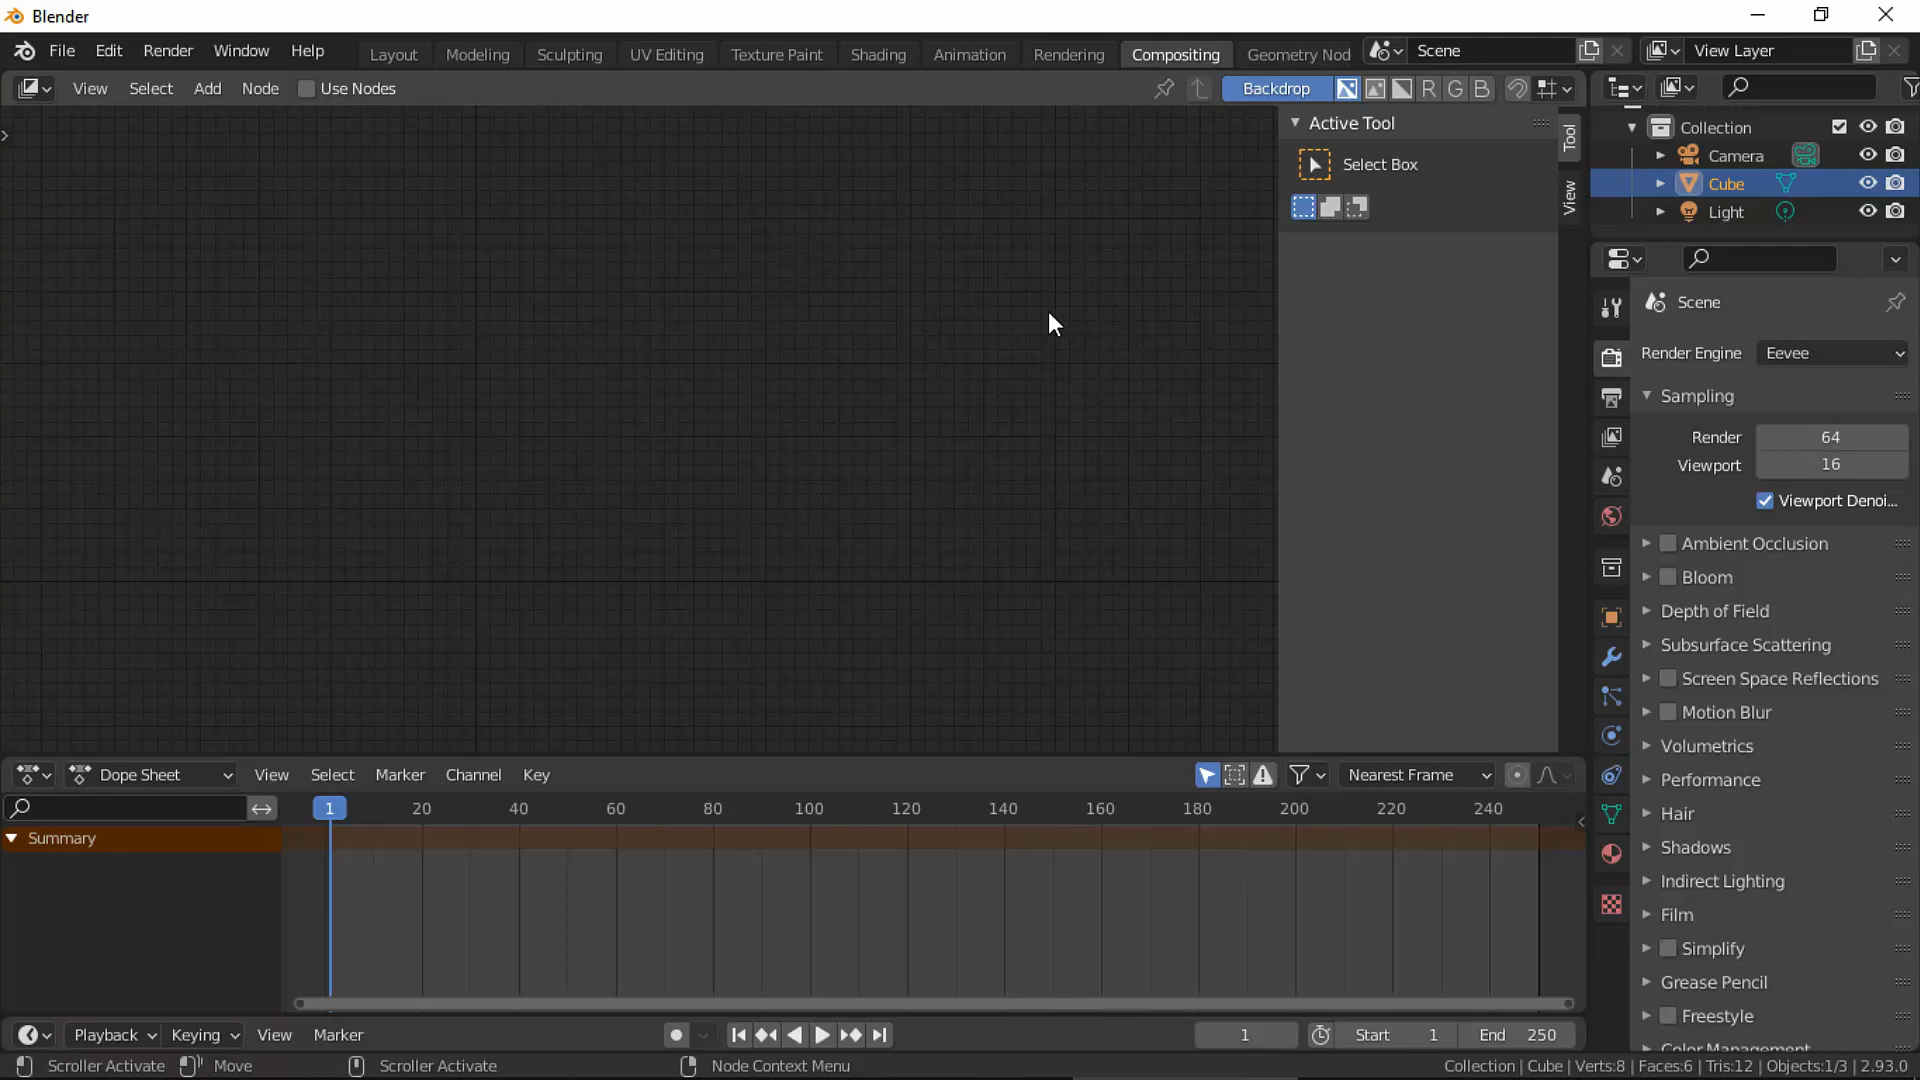 Blender
File Edit Render Window Help Layout Modeling Sculpting UV Editing Texture Paint Shading Animation Rendering Compositing Geometry Nod Scene View Layer
View Select Add Node Use Nodes Backdrop R G B
Active Tool
Select Box
Tool
View
Collection
Camera
Cube
Light
Scene
Render Engine Eevee
Sampling
Render 64
Viewport 16
Viewport Denoi...
Ambient Occlusion
Bloom
Depth of Field
Subsurface Scattering
Screen Space Reflections
Motion Blur
Volumetrics
Performance
Hair
Shadows
Indirect Lighting
Film
Simplify
Grease Pencil
Freestyle
Color Management
Dope Sheet View Select Marker Channel Key Nearest Frame
1 20 40 60 80 100 120 140 160 180 200 220 240
Summary
Playback Keying View Marker 1 Start 1 End 250
Scroller Activate Move Scroller Activate Node Context Menu Collection | Cube | Verts:8 | Faces:6 | Tris:12 | Objects:1/3 | 2.93.0